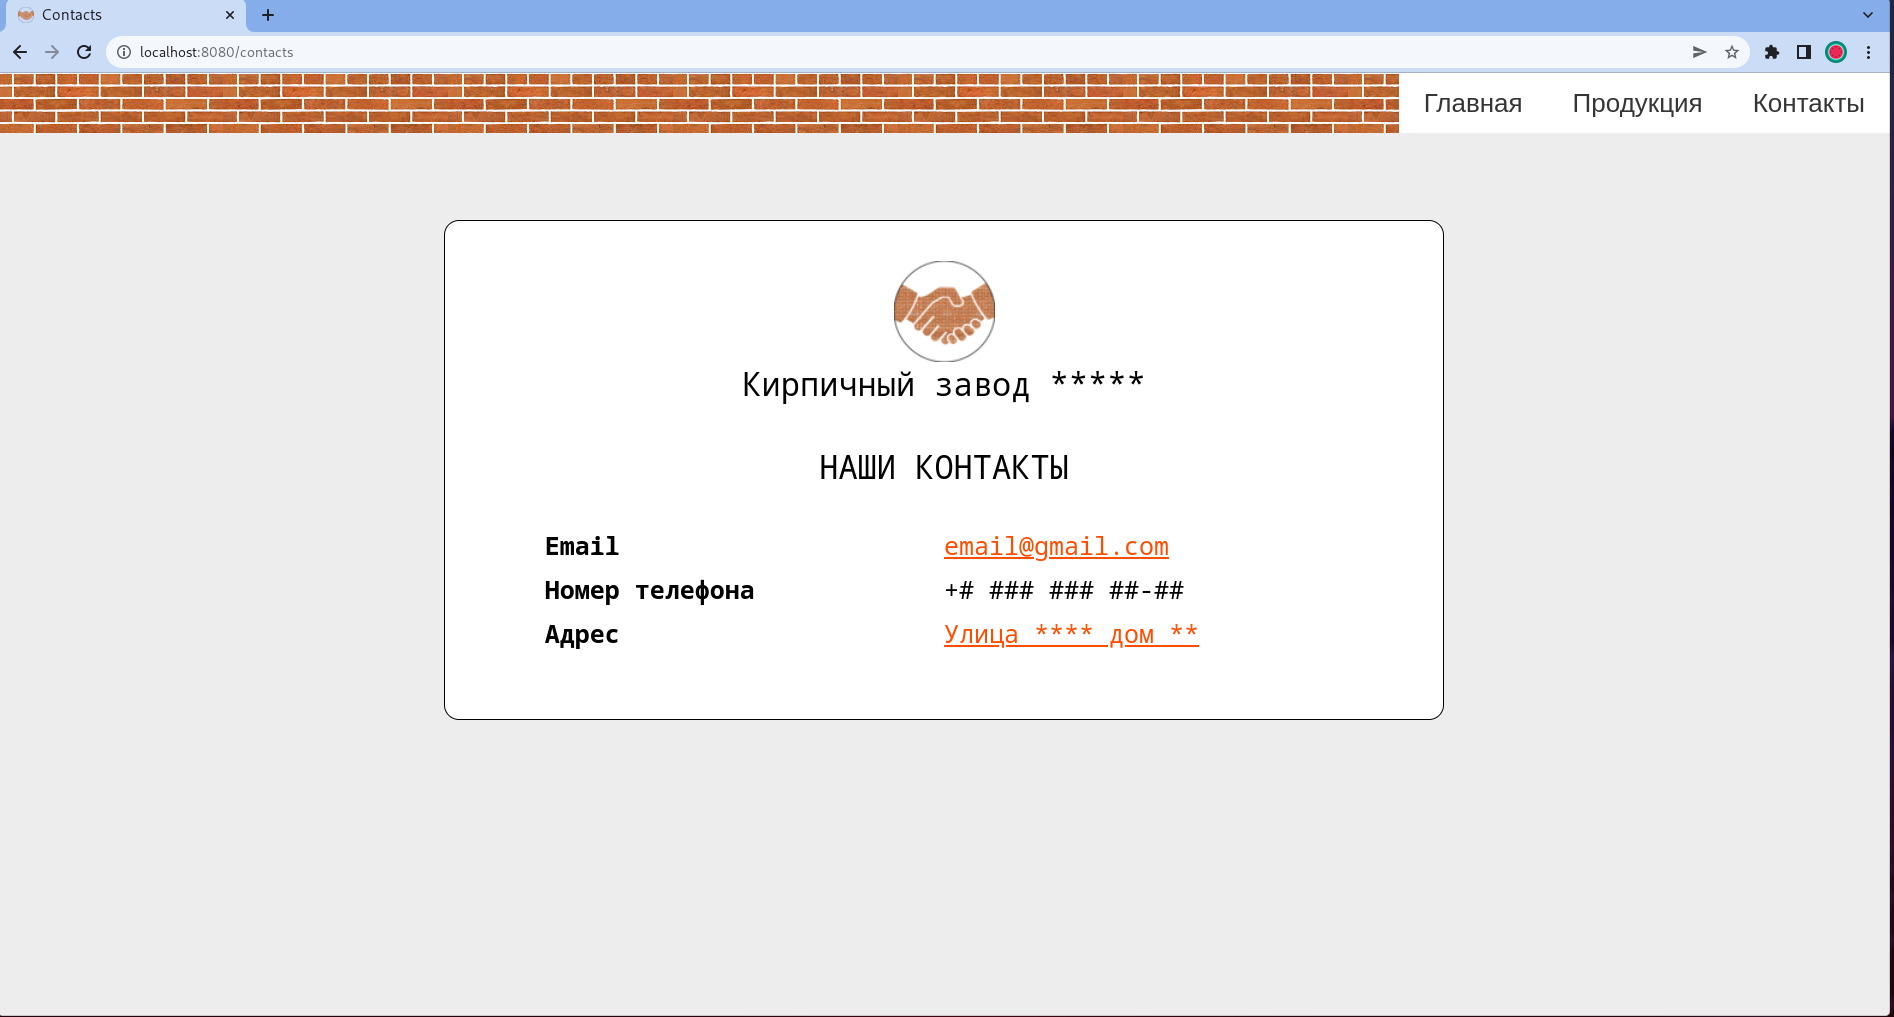 Contacts
localhost:8080/contacts
Главная Продукция Контакты
Кирпичный завод *****
НАШИ КОНТАКТЫ
Email email@gmail.com
Номер телефона +# ### ### ##-##
Адрес Улица **** дом **